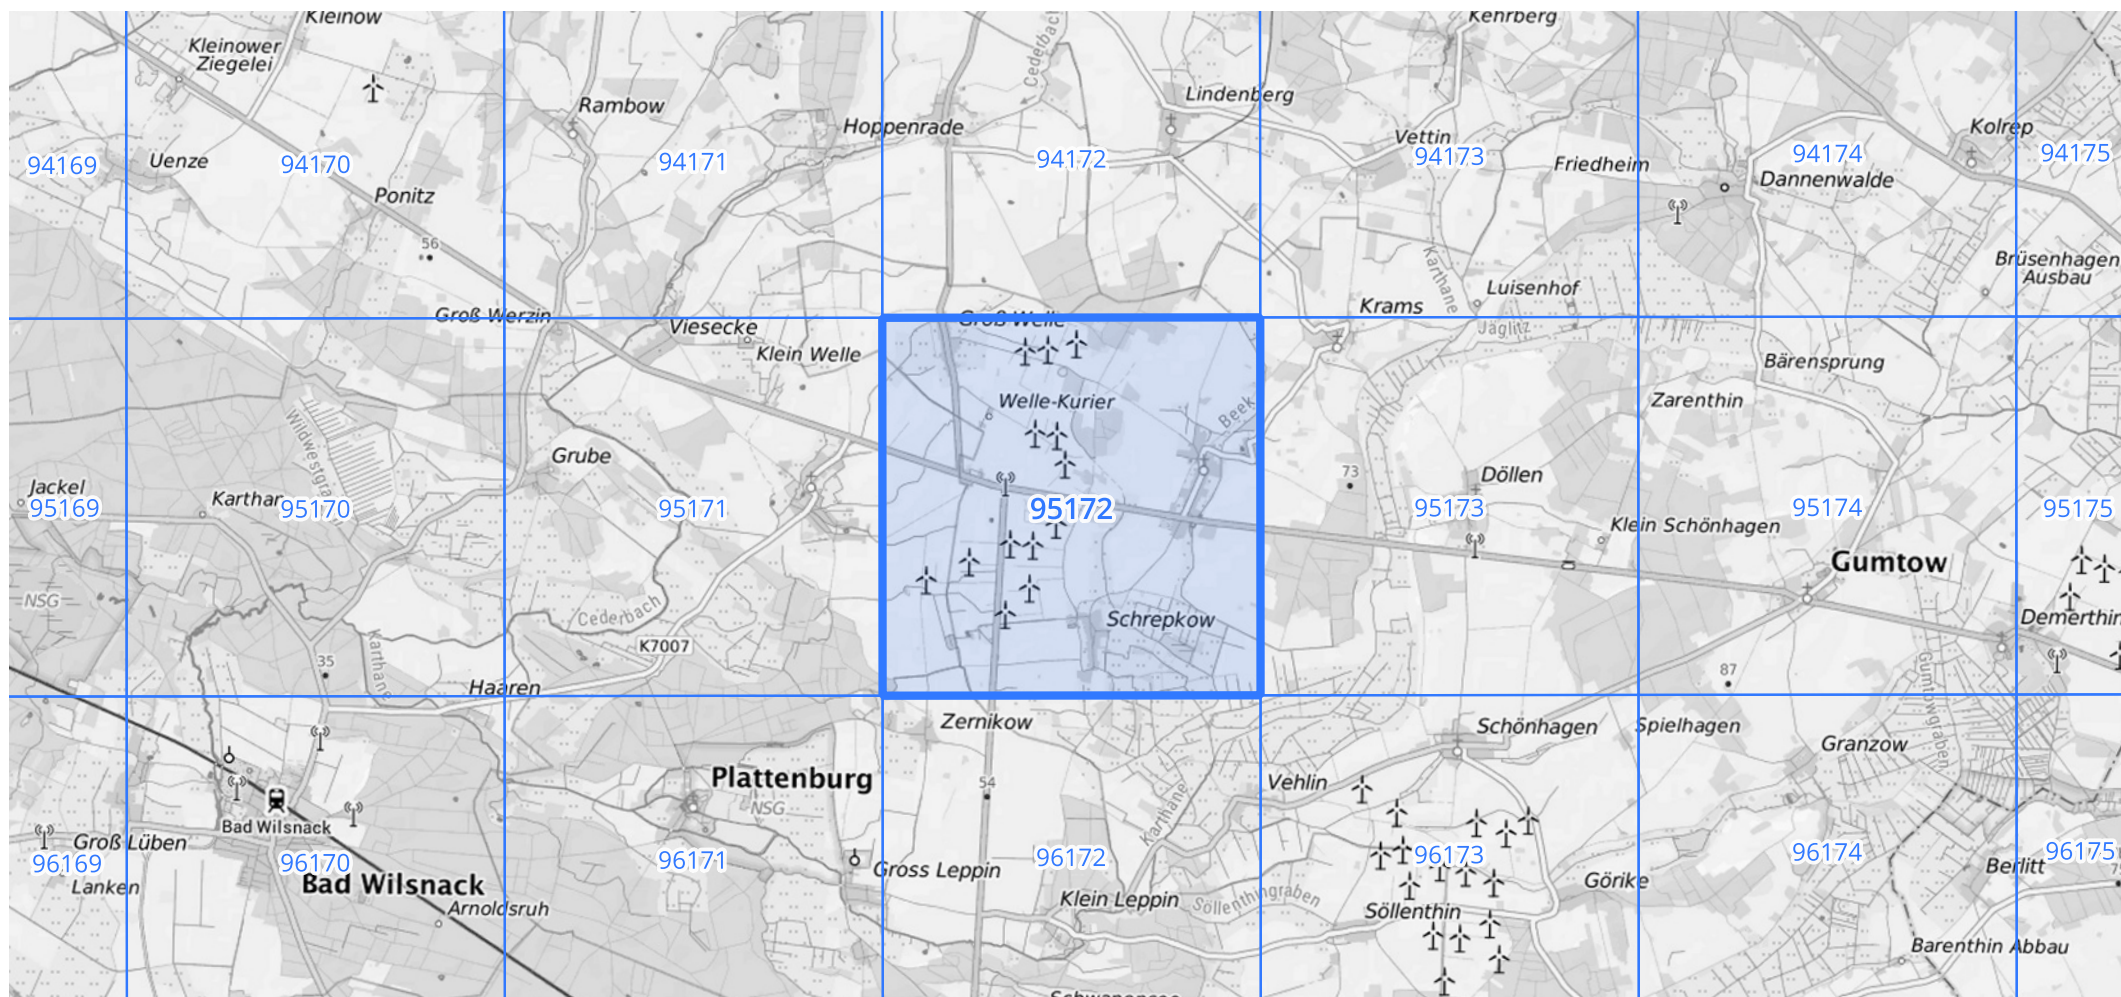 Kleinow
Kleinower
Ziegelei
Cederbach
Kehrberg
Rambow
Lindenberg
Hoppenrade
Uenze
94169
94170
94171
94172
Vettin
94173
Friedheim
94174
Kolrep
94175
Ponitz
Dannenwalde
56
Karthane
Brüsenhagen
Ausbau
Luisenhof
Groß Werzin
Viesecke
Klein Welle
Groß Welle
Krams
Jäglitz
Bärensprung
Welle-Kurier
Beek
Zarenthin
Wildwestgra
Grube
73
Döllen
Jackel
95169
Karthan
95170
95171
95172
95173
Klein Schönhagen
95174
95175
Gumtow
NSG
Cederbach
Schrepkow
Demerthin
K7007
35
Karthane
Haaren
87
Gumtowgraben
Zernikow
Schönhagen
Spielhagen
Granzow
Plattenburg
NSG
54
Vehlin
Karthane
Bad Wilsnack
Groß Lüben
96169
96170
96171
96172
96173
96174
96175
Lanken
Bad Wilsnack
Arnoldsruh
Gross Leppin
Klein Leppin
Söllenthingraben
Söllenthin
Görike
Berlitt
Barenthin Abbau